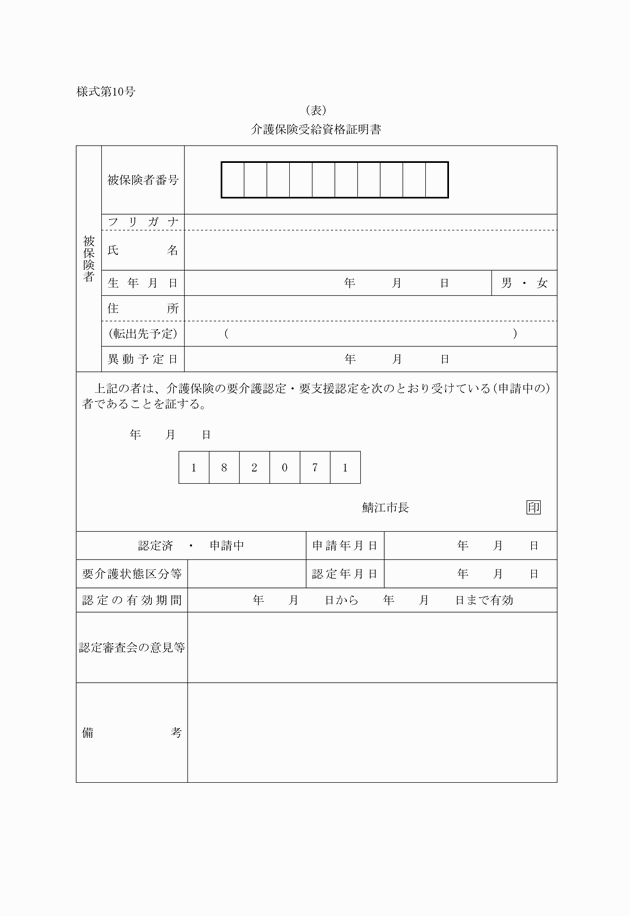 様式第10号
（表）
介護保険受給資格証明書
被保険者
被保険者番号
フリガナ
氏名
生年月日 年 月 日 男・女
住所
（転出先予定） （ ）
異動予定日 年 月 日
上記の者は、介護保険の要介護認定・要支援認定を次のとおり受けている（申請中の）
者であることを証する。
年 月 日
1 8 2 0 7 1
鯖江市長 印
認定済 ・ 申請中 申請年月日 年 月 日
要介護状態区分等 認定年月日 年 月 日
認定の有効期間 年 月 日から 年 月 日まで有効
認定審査会の意見等
備考